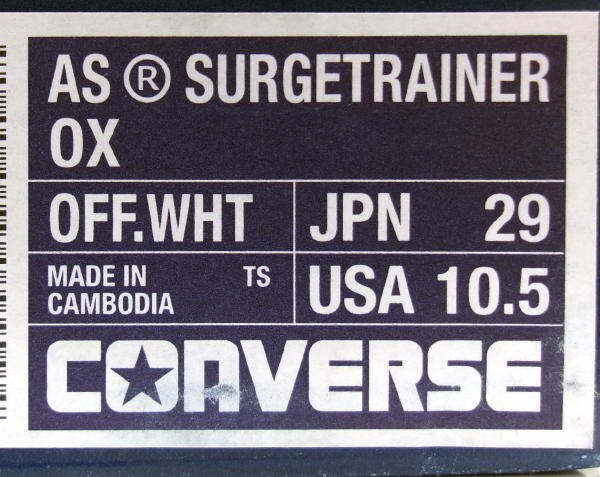 AS ® SURGETRAINER
OX
OFF.WHT
JPN 29
MADE IN TS
CAMBODIA
USA 10.5
CONVERSE